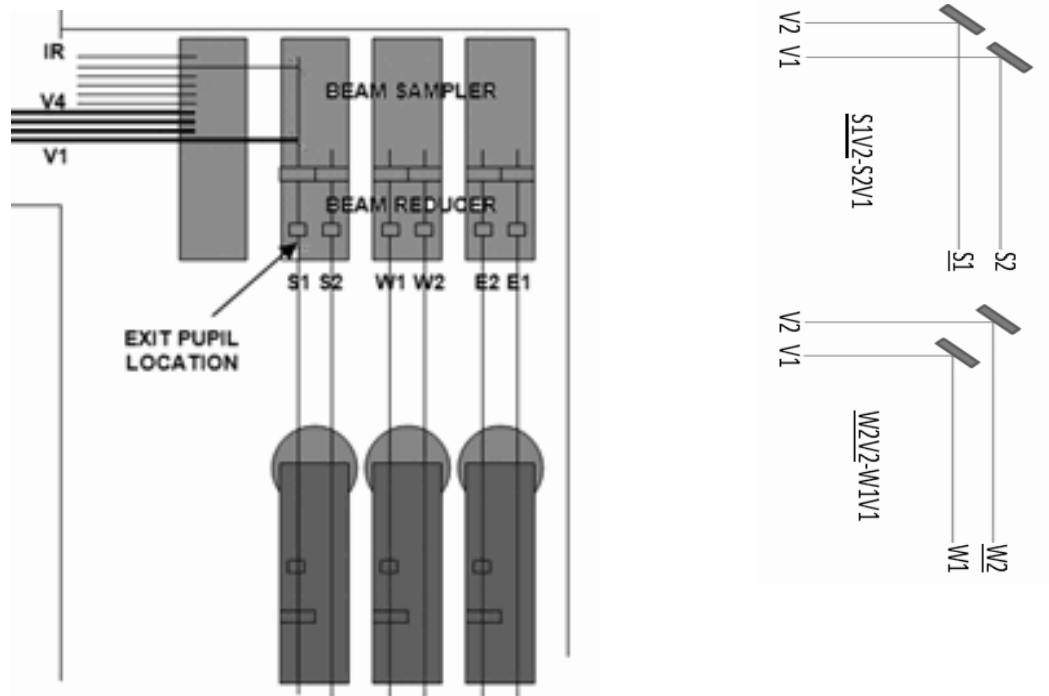 IR
BEAM SAMPLER
V4
V1
BEAM REDUCER
S1 S2 W1 W2 E2 E1
EXIT PUPIL
LOCATION
V2
V1
S1V2-S2V1
S1 S2
V2
V1
W2V2-W1V1
W1 W2